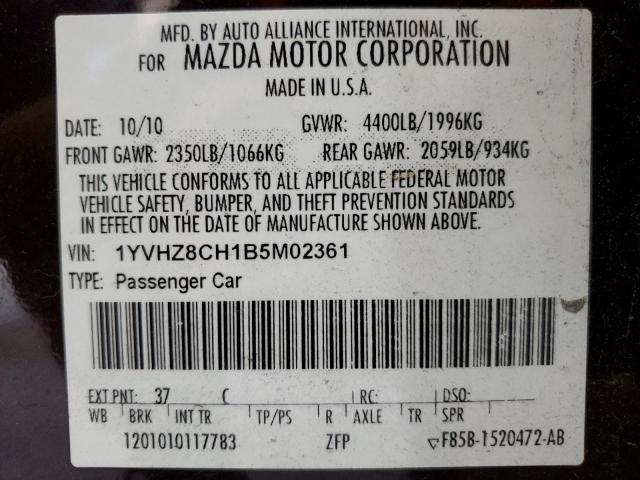 MFD. BY AUTO ALLIANCE INTERNATIONAL, INC.
FOR MAZDA MOTOR CORPORATION
MADE IN U.S.A.
DATE: 10/10 GVWR: 4400LB/1996KG
FRONT GAWR: 2350LB/1066KG REAR GAWR: 2059LB/934KG
THIS VEHICLE CONFORMS TO ALL APPLICABLE FEDERAL MOTOR
VEHICLE SAFETY, BUMPER, AND THEFT PREVENTION STANDARDS
IN EFFECT ON THE DATE OF MANUFACTURE SHOWN ABOVE.
VIN: 1YVHZ8CH1B5M02361
TYPE: Passenger Car
EXT PNT: 37 C RC: DSO:
WB BRK INT TR TP/PS R AXLE TR SPR
1201010117783 ZFP ▽F85B-1520472-AB